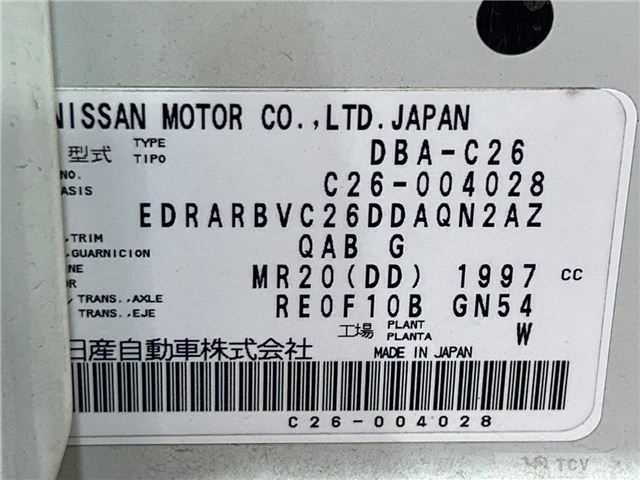 NISSAN MOTOR CO.,LTD.JAPAN
型式 TYPE TIPO DBA-C26
NO. C26-004028
EDRARBVC26DDAQN2AZ
TRIM
GUARNICION QAB G
MR20(DD) 1997 CC
TRANS.,AXLE
TRANS.,EJE RE0F10B GN54
工場 PLANT PLANTA W
日産自動車株式会社 MADE IN JAPAN
C26-004028
TCV